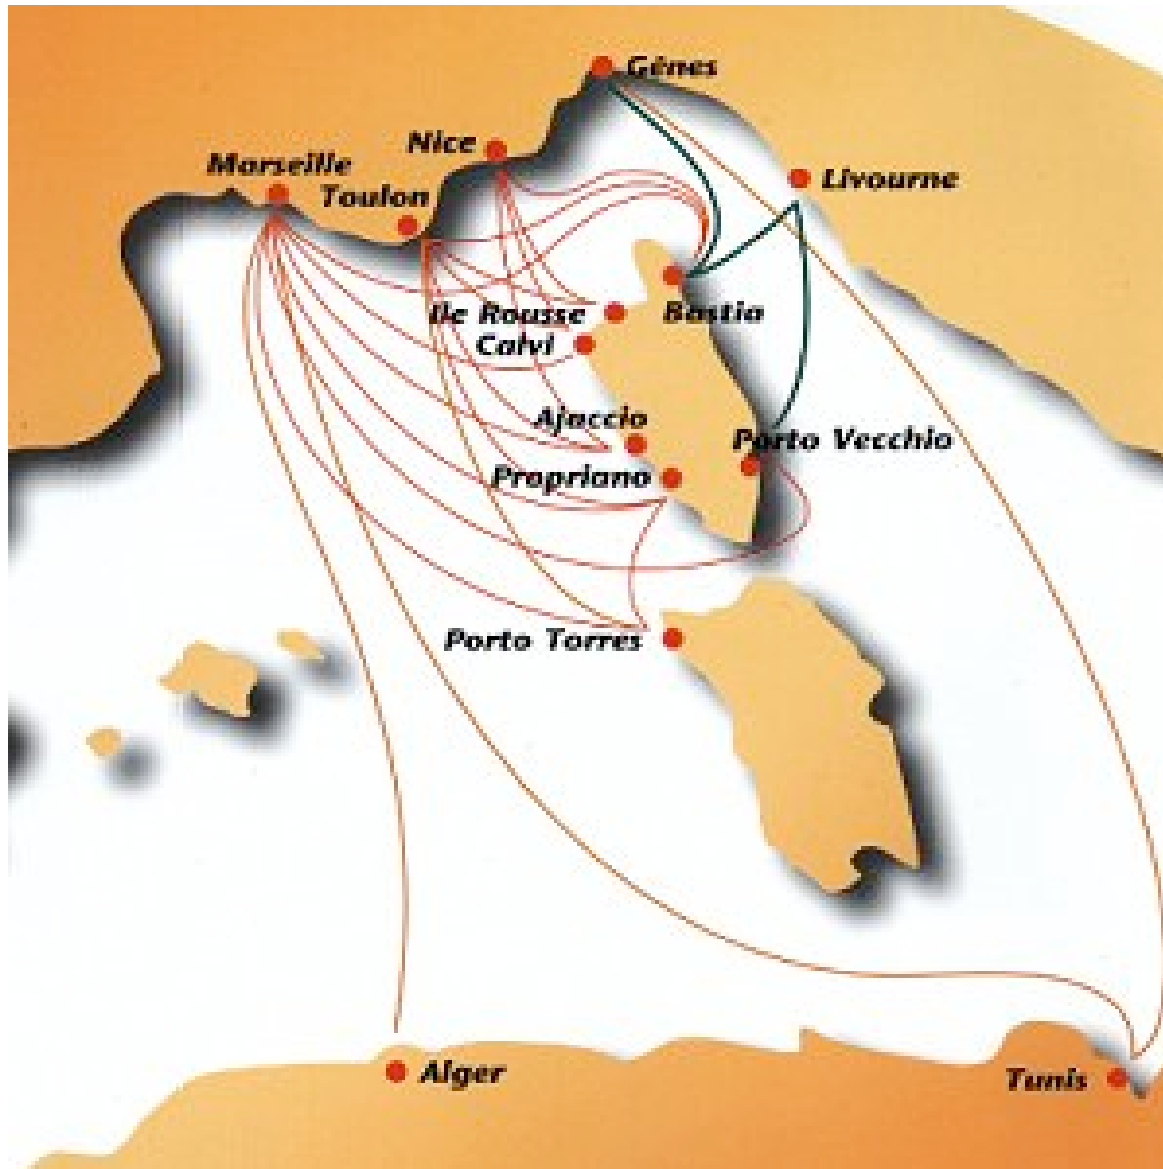 Gênes
Nice
Marseille
Livourne
Toulon
Ile Rousse
Bastia
Calvi
Ajaccio
Porto Vecchio
Propriano
Porto Torres
Alger
Tunis